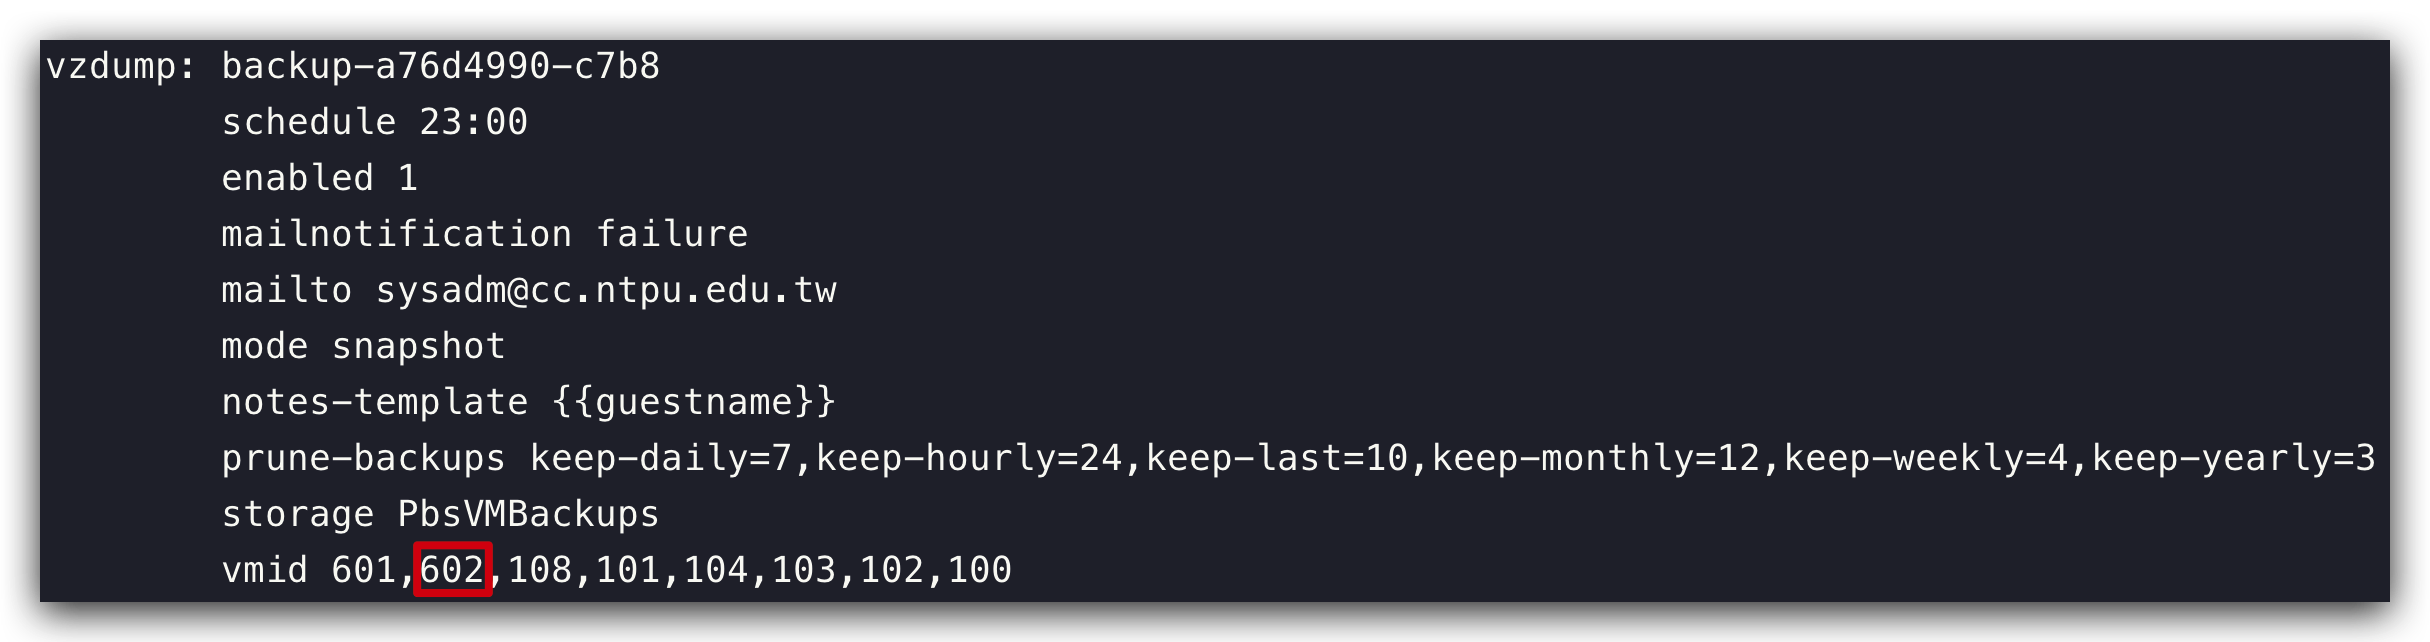 vzdump: backup-a76d4990-c7b8
schedule 23:00
enabled 1
mailnotification failure
mailto sysadm@cc.ntpu.edu.tw
mode snapshot
notes-template {{guestname}}
prune-backups keep-daily=7,keep-hourly=24,keep-last=10,keep-monthly=12,keep-weekly=4,keep-yearly=3
storage PbsVMBackups
vmid 601,602,108,101,104,103,102,100